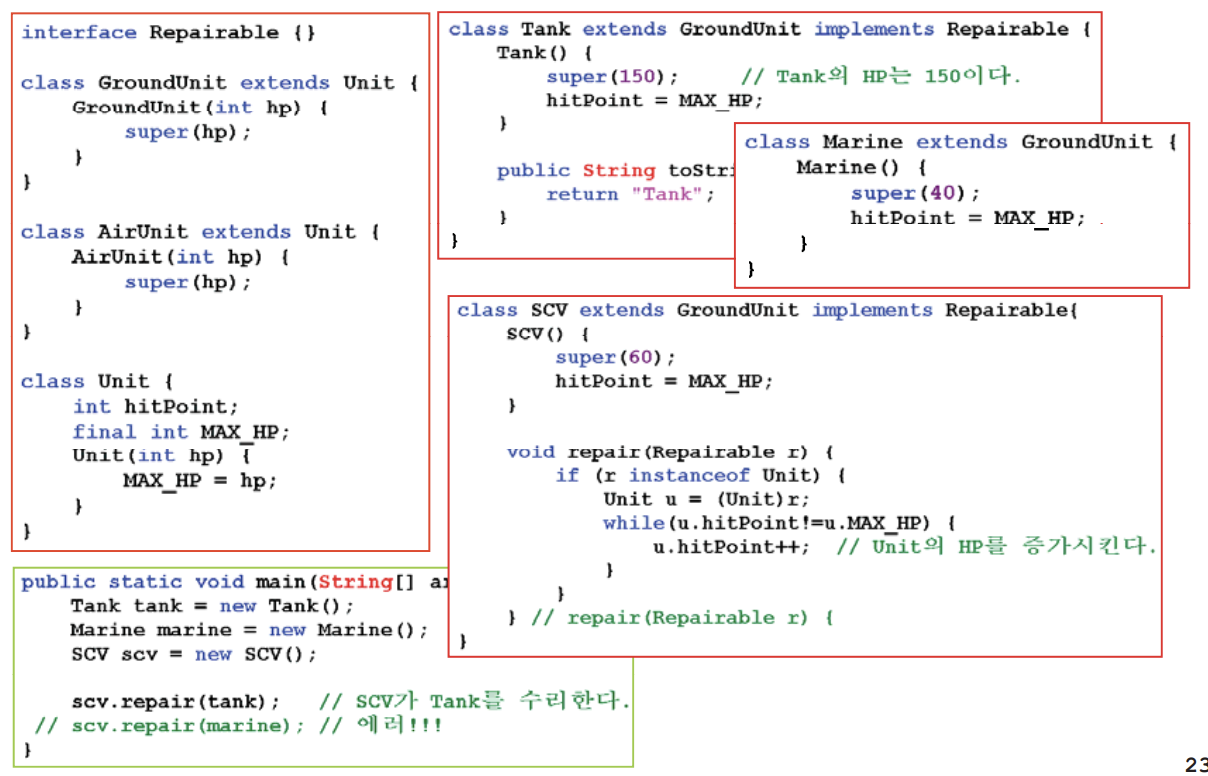 interface Repairable {}
class GroundUnit extends Unit {
GroundUnit(int hp) {
super(hp);
}
}
class AirUnit extends Unit {
AirUnit(int hp) {
super(hp);
}
}
class Unit {
int hitPoint;
final int MAX_HP;
Unit(int hp) {
MAX_HP = hp;
}
}
class Tank extends GroundUnit implements Repairable {
Tank() {
super(150);     // Tank의 HP는 150이다.
hitPoint = MAX_HP;
}
public String toStri
return "Tank";
}
}
class Marine extends GroundUnit {
Marine() {
super(40);
hitPoint = MAX_HP;
}
}
class SCV extends GroundUnit implements Repairable{
SCV() {
super(60);
hitPoint = MAX_HP;
}
void repair(Repairable r) {
if (r instanceof Unit) {
Unit u = (Unit)r;
while(u.hitPoint!=u.MAX_HP) {
u.hitPoint++;  // Unit의 HP를 증가시킨다.
}
}
} // repair(Repairable r) {
}
public static void main(String[] ar
Tank tank = new Tank();
Marine marine = new Marine();
SCV scv = new SCV();
scv.repair(tank);   // SCV가 Tank를 수리한다.
// scv.repair(marine); // 에러!!!
}
23